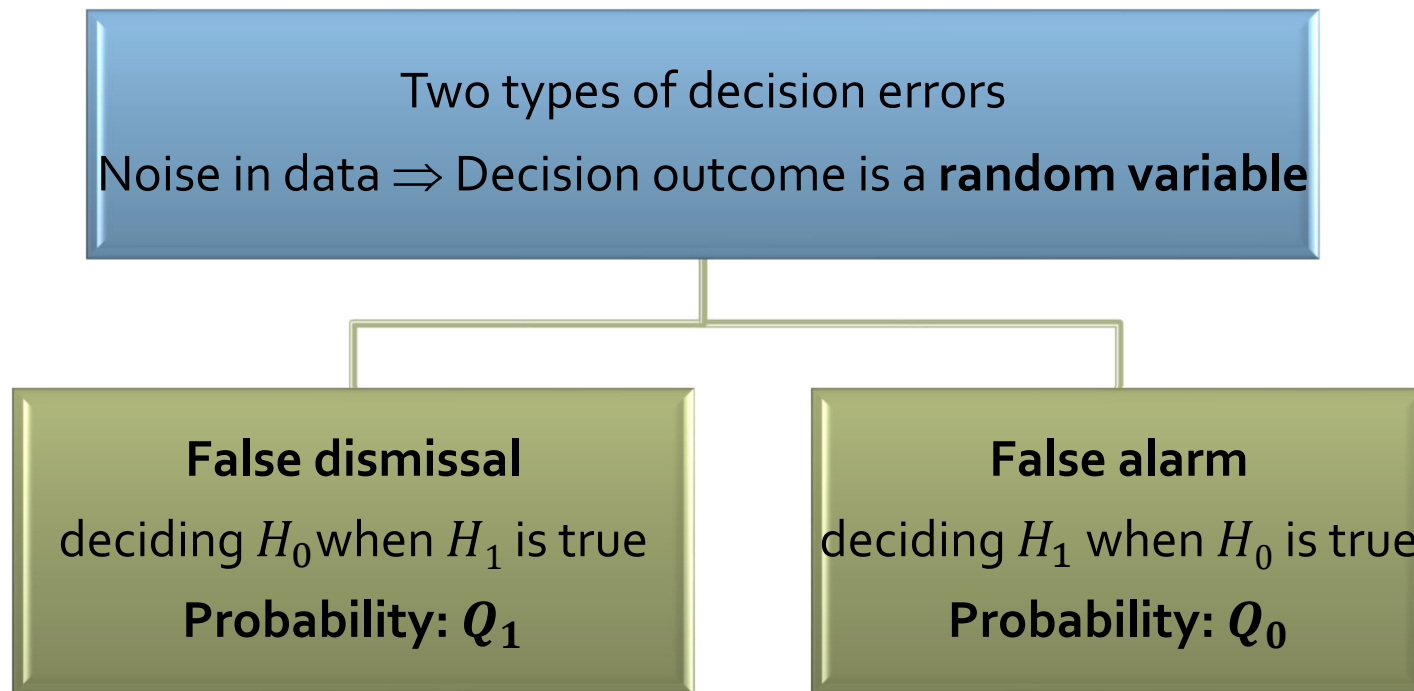 Two types of decision errors
Noise in data ⇒ Decision outcome is a random variable
False dismissal
deciding H₀ when H₁ is true
Probability: Q₁
False alarm
deciding H₁ when H₀ is true
Probability: Q₀